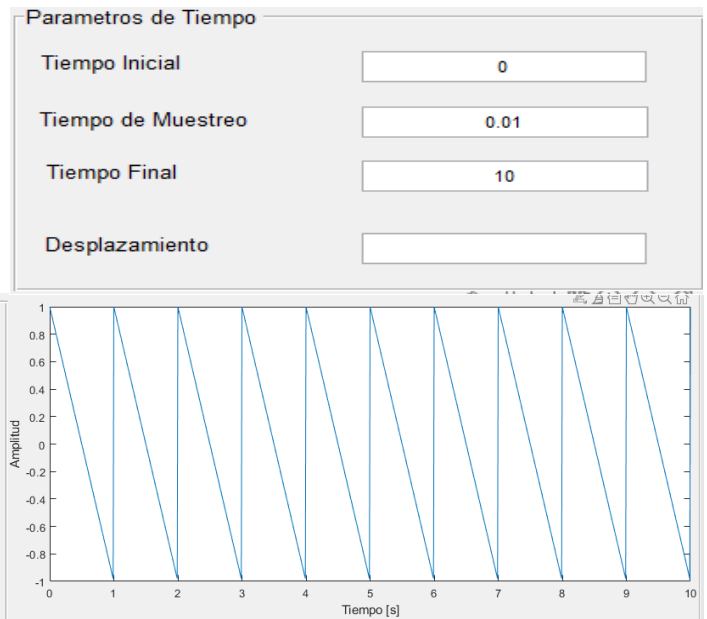 Parametros de Tiempo
Tiempo Inicial 0
Tiempo de Muestreo 0.01
Tiempo Final 10
Desplazamiento
1
0.8
0.6
0.4
0.2
0
-0.2
-0.4
-0.6
-0.8
-1
Amplitud
0 1 2 3 4 5 6 7 8 9 10
Tiempo [s]